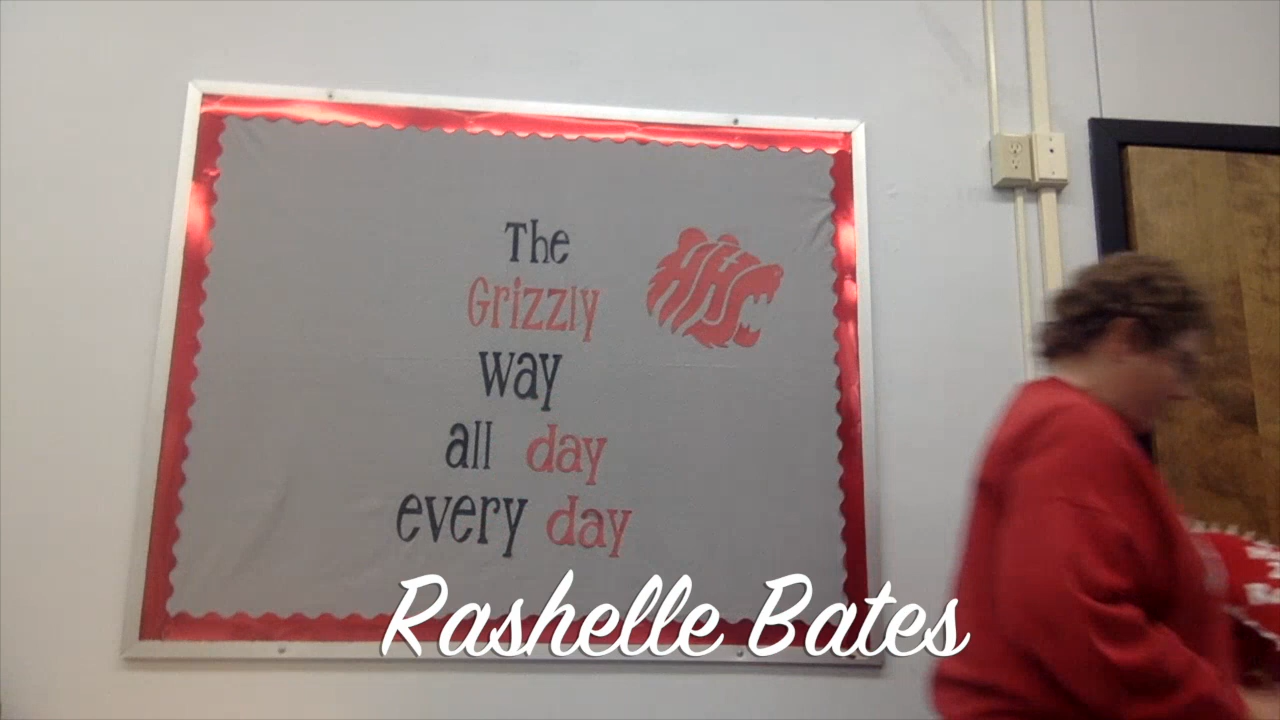 The
Grizzly
way
all day
every day
HHS
Rashelle Bates